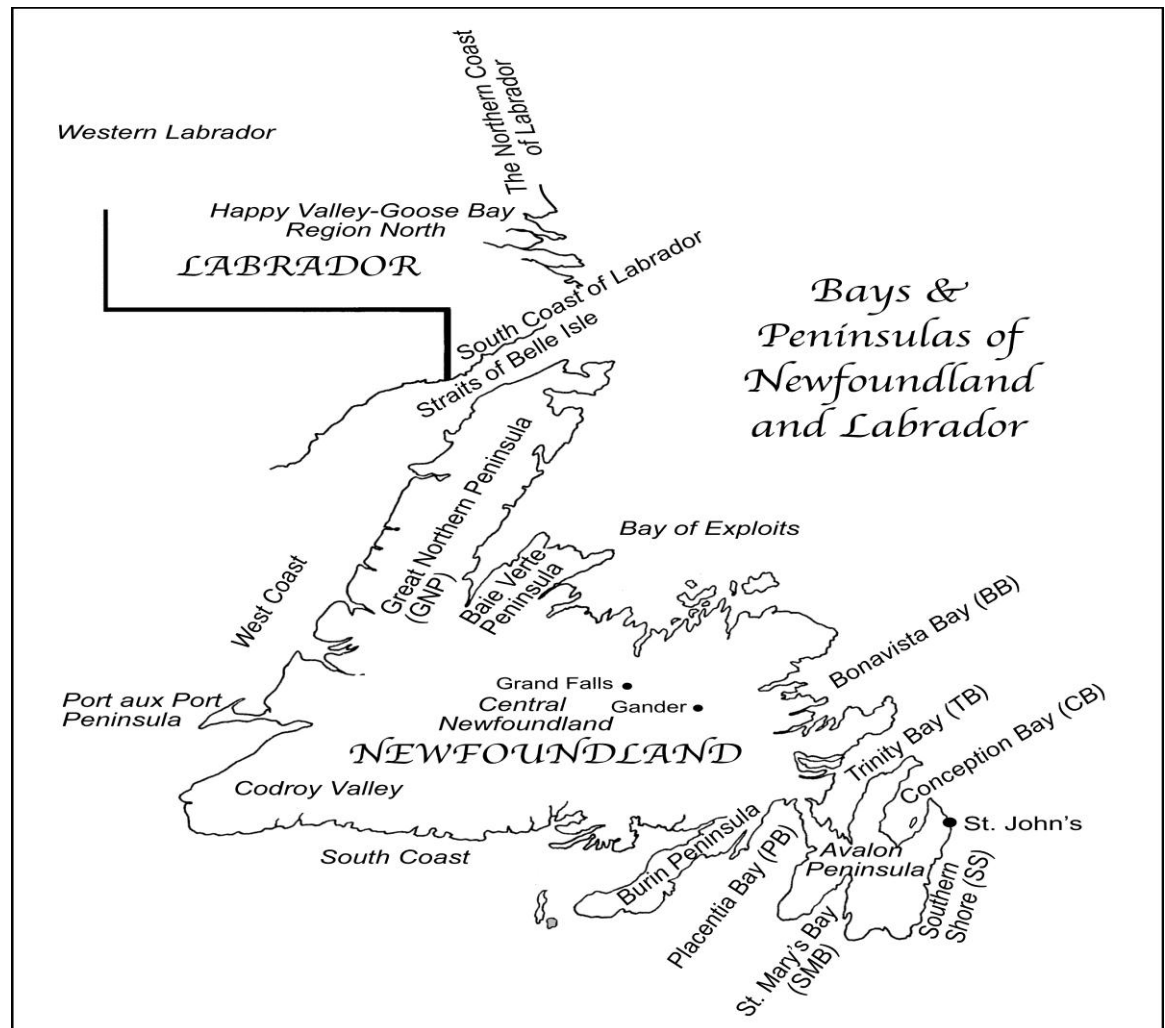 The Northern Coast
of Labrador
Western Labrador
Happy Valley-Goose Bay
Region North
LABRADOR
South Coast of Labrador
Straits of Belle Isle
Bays &
Peninsulas of
Newfoundland
and Labrador
Great Northern Peninsula
(GNP)
Baie Verte
Peninsula
Bay of Exploits
West Coast
Bonavista Bay (BB)
Port aux Port
Peninsula
Grand Falls
Central
Newfoundland
Gander
NEWFOUNDLAND
Trinity Bay (TB)
Conception Bay (CB)
Codroy Valley
St. John's
South Coast
Burin Peninsula
Placentia Bay (PB)
Avalon
Peninsula
Southern
Shore (SS)
St. Mary's Bay
(SMB)